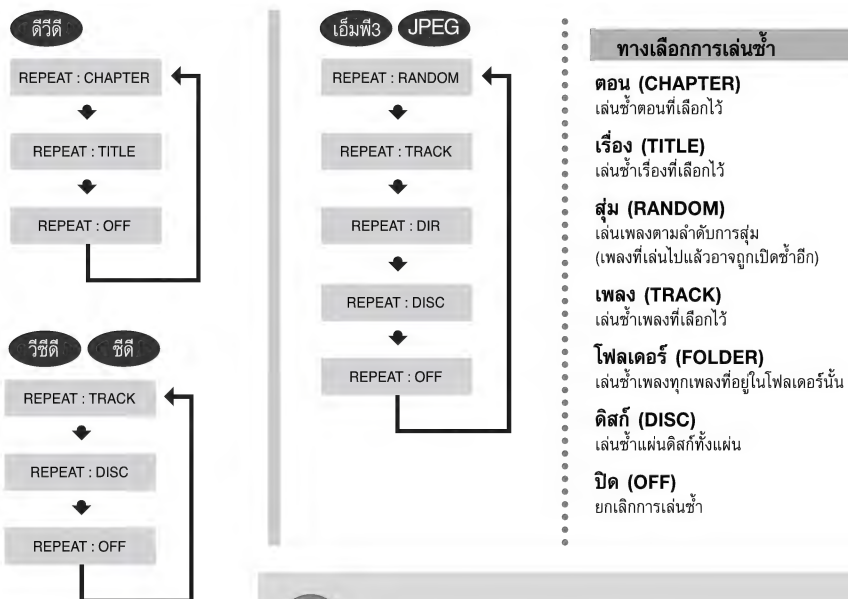 ดีวีดี
REPEAT : CHAPTER
REPEAT : TITLE
REPEAT : OFF
วีซีดี ซีดี
REPEAT : TRACK
REPEAT : DISC
REPEAT : OFF
เอ็มพี3 JPEG
REPEAT : RANDOM
REPEAT : TRACK
REPEAT : DIR
REPEAT : DISC
REPEAT : OFF
ทางเลือกการเล่นซ้ำ
ตอน (CHAPTER)
เล่นซ้ำตอนที่เลือกไว้
เรื่อง (TITLE)
เล่นซ้ำเรื่องที่เลือกไว้
สุ่ม (RANDOM)
เล่นเพลงตามลำดับการสุ่ม
(เพลงที่เล่นไปแล้วอาจถูกเปิดซ้ำอีก)
เพลง (TRACK)
เล่นซ้ำเพลงที่เลือกไว้
โฟลเดอร์ (FOLDER)
เล่นซ้ำเพลงทุกเพลงที่อยู่ในโฟลเดอร์นั้น
ดิสก์ (DISC)
เล่นซ้ำแผ่นดิสก์ทั้งแผ่น
ปิด (OFF)
ยกเลิกการเล่นซ้ำ